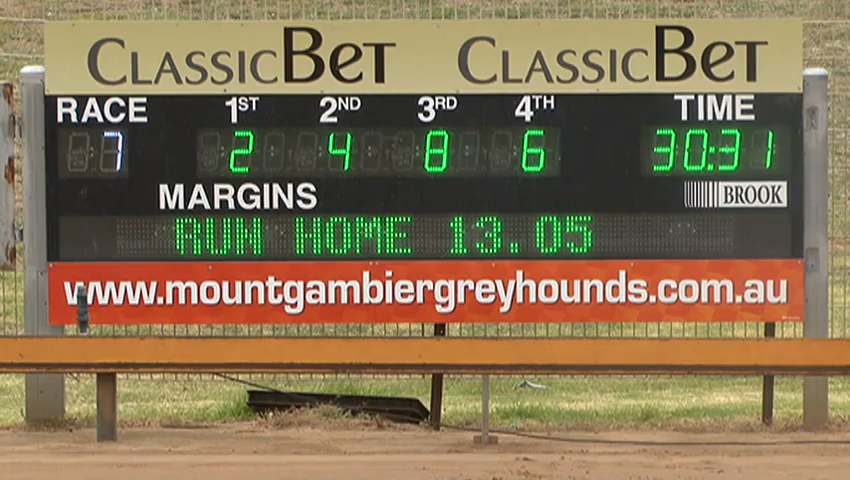 CLASSICBET CLASSICBET
RACE 1ST 2ND 3RD 4TH TIME
7 2 4 8 6 30:31
MARGINS BROOK
RUN HOME 13.05
www.mountgambiergreyhounds.com.au